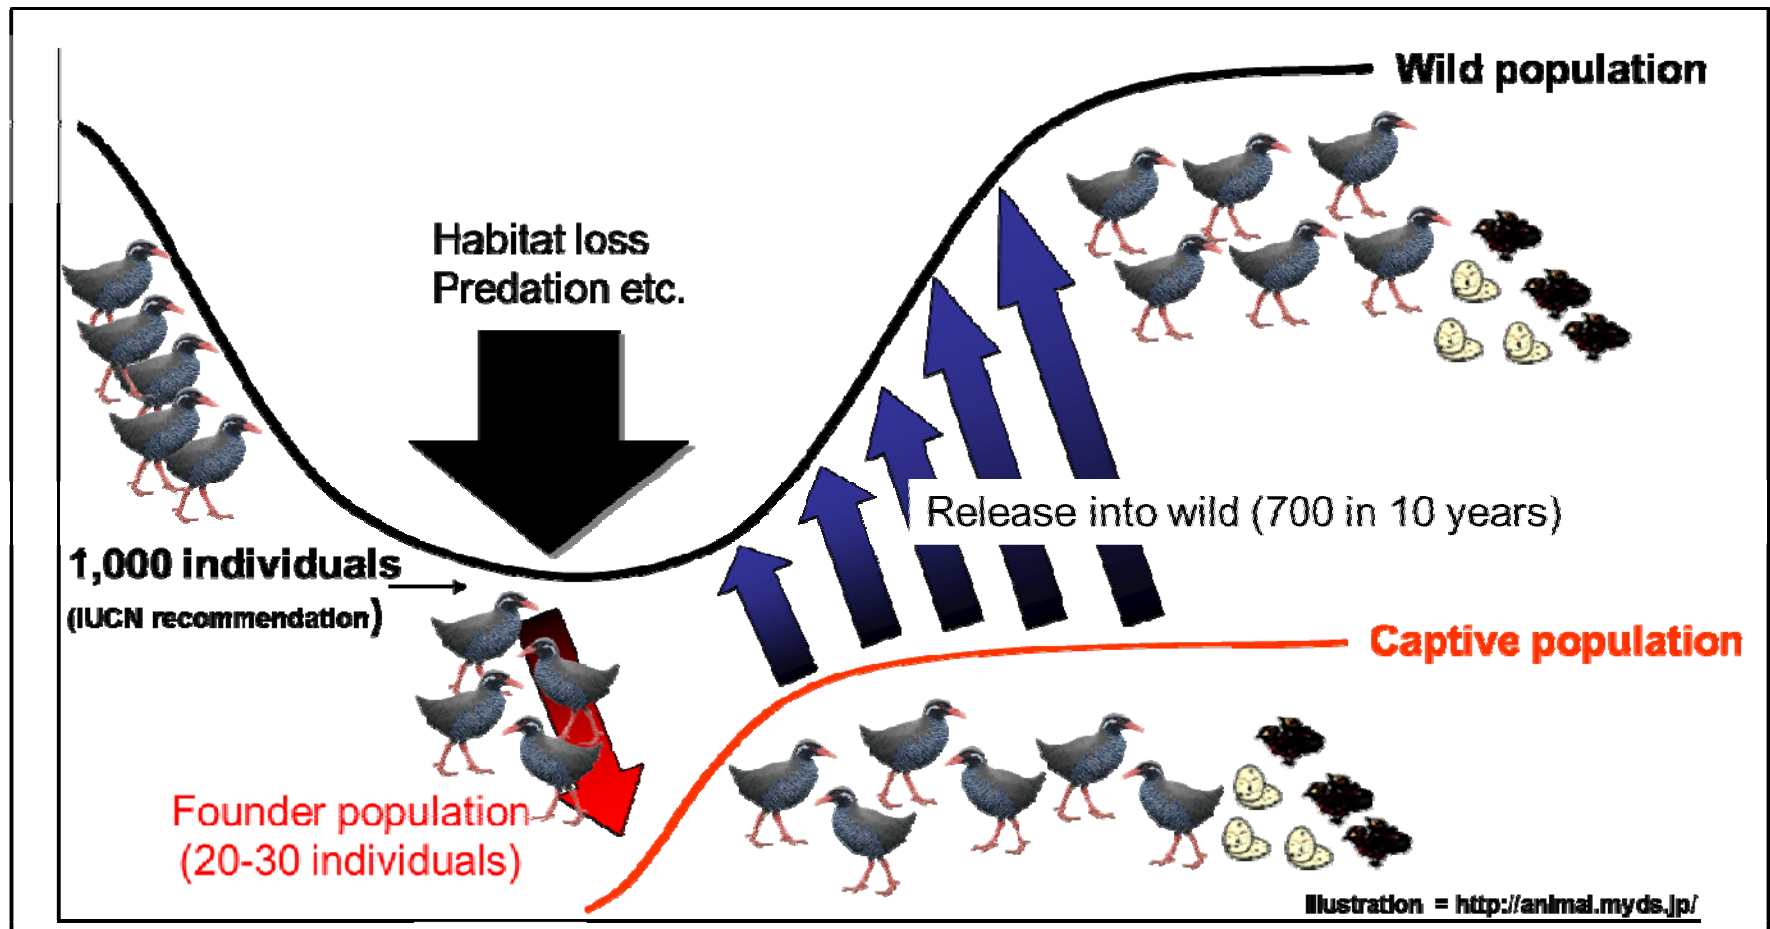 Wild population
Habitat loss
Predation etc.
Release into wild (700 in 10 years)
1,000 individuals
(IUCN recommendation)
Captive population
Founder population
(20-30 individuals)
Illustration = http://animal.myds.jp/